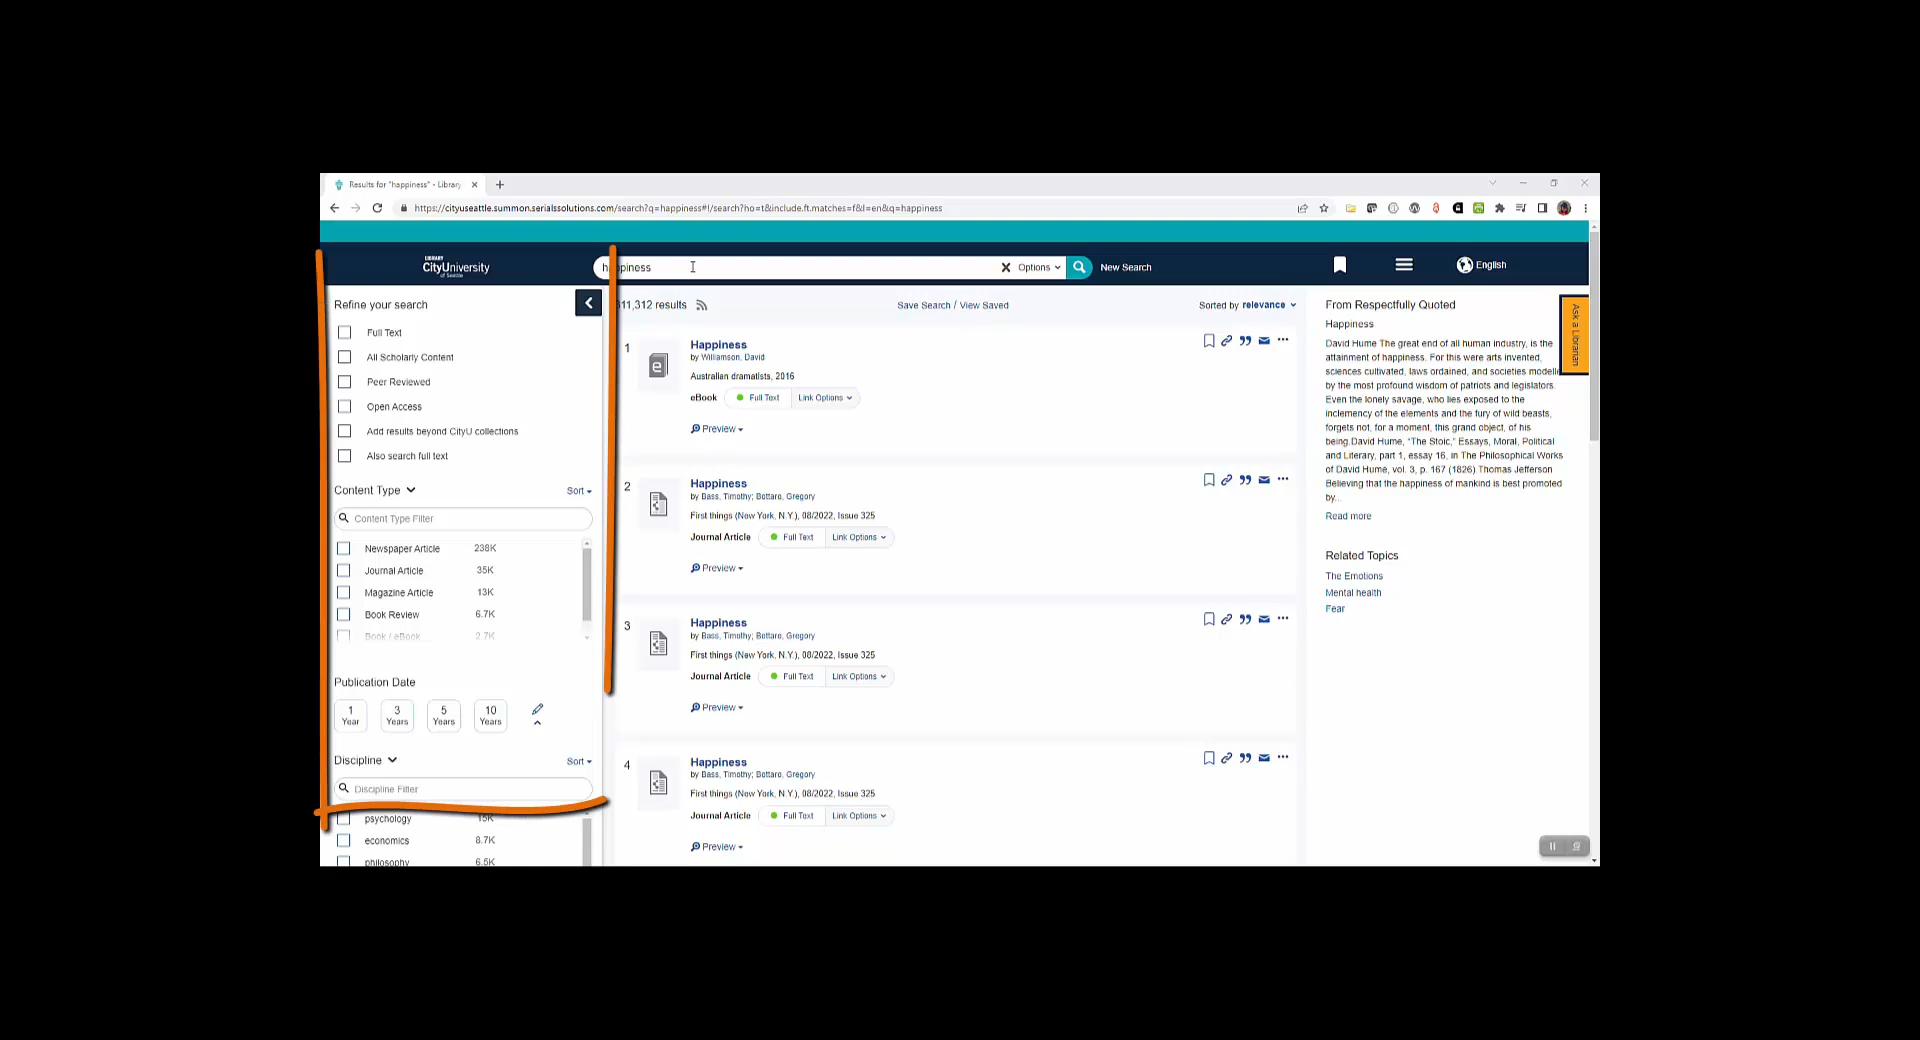 Results for "happiness" - Library
https://cityuseattle.summon.serialssolutions.com/search?q=happiness#!/search?ho=t&include.ft.matches=f&l=en&q=happiness
LIBRARY
CityUniversity
of Seattle
happiness
Options
New Search
English
Refine your search
Full Text
All Scholarly Content
Peer Reviewed
Open Access
Add results beyond CityU collections
Also search full text
Content Type
Sort
Content Type Filter
Newspaper Article 238K
Journal Article 35K
Magazine Article 13K
Book Review 6.7K
Book / eBook 2.7K
Publication Date
1 Year
3 Years
5 Years
10 Years
Discipline
Sort
Discipline Filter
psychology 15K
economics 8.7K
philosophy 6.5K
11,312 results
Save Search / View Saved
Sorted by relevance
1
Happiness
by Williamson, David
Australian dramatists, 2016
eBook Full Text Link Options
Preview
2
Happiness
by Bass, Timothy; Bottaro, Gregory
First things (New York, N.Y.), 08/2022, Issue 325
Journal Article Full Text Link Options
Preview
3
Happiness
by Bass, Timothy; Bottaro, Gregory
First things (New York, N.Y.), 08/2022, Issue 325
Journal Article Full Text Link Options
Preview
4
Happiness
by Bass, Timothy; Bottaro, Gregory
First things (New York, N.Y.), 08/2022, Issue 325
Journal Article Full Text Link Options
Preview
From Respectfully Quoted
Happiness
David Hume The great end of all human industry, is the
attainment of happiness. For this were arts invented,
sciences cultivated, laws ordained, and societies modelle
by the most profound wisdom of patriots and legislators.
Even the lonely savage, who lies exposed to the
inclemency of the elements and the fury of wild beasts,
forgets not, for a moment, this grand object, of his
being.David Hume, “The Stoic,” Essays, Moral, Political
and Literary, part 1, essay 16, in The Philosophical Works
of David Hume, vol. 3, p. 167 (1826).Thomas Jefferson
Believing that the happiness of mankind is best promoted
by...
Read more
Related Topics
The Emotions
Mental health
Fear
Ask a Librarian